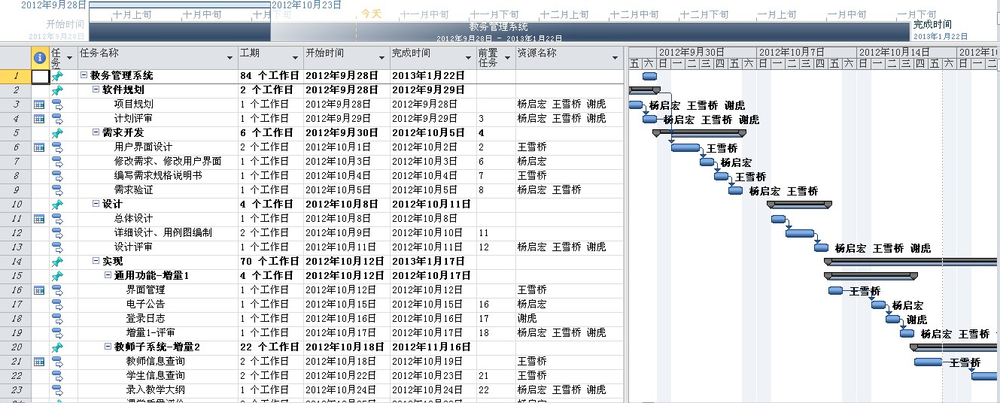 2012年9月28日 2012年10月23日
十月上旬 十月中旬 十月下旬 今天 十一月中旬 十一月下旬 十二月上旬 十二月中旬 十二月下旬 一月上旬 一月中旬 一月下旬
开始时间 教务管理系统 完成时间
2012年9月28日 2012年9月28日 - 2013年1月22日 2013年1月22日
任务 任务名称 工期 开始时间 完成时间 前置任务 资源名称 2012年9月30日 2012年10月7日 2012年10月14日 2012年10
五 六 日 一 二 三 四 五 六 日 一 二 三 四 五 六 日 一 二 三 四 五 六 日 一 二
1 教务管理系统 84 个工作日 2012年9月28日 2013年1月22日
2 软件规划 2 个工作日 2012年9月28日 2012年9月29日
3 项目规划 1 个工作日 2012年9月28日 2012年9月28日 杨启宏 王雪桥 谢虎 杨启宏 王雪桥 谢虎
4 计划评审 1 个工作日 2012年9月29日 2012年9月29日 3 杨启宏 王雪桥 谢虎 杨启宏 王雪桥 谢虎
5 需求开发 6 个工作日 2012年9月30日 2012年10月5日 4
6 用户界面设计 2 个工作日 2012年10月1日 2012年10月2日 2 王雪桥 王雪桥
7 修改需求、修改用户界面 1 个工作日 2012年10月3日 2012年10月3日 6 杨启宏 杨启宏
8 编写需求规格说明书 1 个工作日 2012年10月4日 2012年10月4日 7 王雪桥 王雪桥
9 需求验证 1 个工作日 2012年10月5日 2012年10月5日 8 杨启宏 王雪桥 杨启宏 王雪桥
10 设计 4 个工作日 2012年10月8日 2012年10月11日
11 总体设计 1 个工作日 2012年10月8日 2012年10月8日
12 详细设计、用例图编制 2 个工作日 2012年10月9日 2012年10月10日 11
13 设计评审 1 个工作日 2012年10月11日 2012年10月11日 12 杨启宏 王雪桥 谢虎 杨启宏 王雪桥 谢虎
14 实现 70 个工作日 2012年10月12日 2013年1月17日
15 通用功能-增量1 4 个工作日 2012年10月12日 2012年10月17日
16 界面管理 1 个工作日 2012年10月12日 2012年10月12日 王雪桥 王雪桥
17 电子公告 1 个工作日 2012年10月15日 2012年10月15日 16 杨启宏 杨启宏
18 登录日志 1 个工作日 2012年10月16日 2012年10月16日 17 谢虎 谢虎
19 增量1-评审 1 个工作日 2012年10月17日 2012年10月17日 18 杨启宏 王雪桥 谢虎 杨启宏 王雪桥
20 教师子系统-增量2 22 个工作日 2012年10月18日 2012年11月16日
21 教师信息查询 2 个工作日 2012年10月18日 2012年10月19日 王雪桥 王雪桥
22 学生信息查询 2 个工作日 2012年10月22日 2012年10月23日 21 王雪桥
23 录入教学大纲 1 个工作日 2012年10月24日 2012年10月24日 22 杨启宏 王雪桥 谢虎